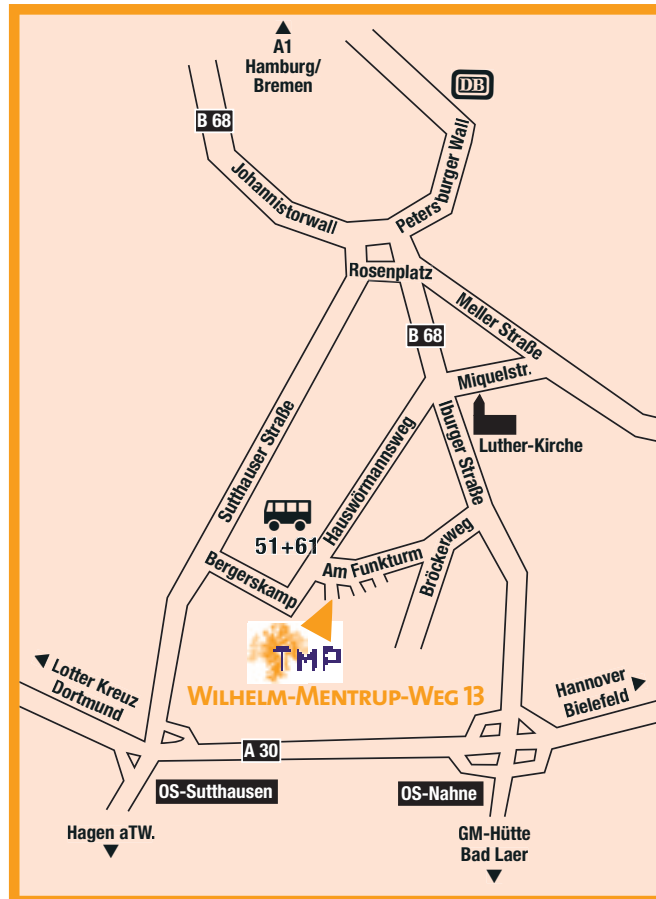 A1
Hamburg/
Bremen
DB
B 68
Johannistorwall
Petersburger Wall
Rosenplatz
Meller Straße
B 68
Miquelstr.
Luther-Kirche
Iburger Straße
Sutthauser Straße
Hauswörmannsweg
51+61
Bergerskamp
Am Funkturm
Bröckerweg
TMP
Wilhelm-Mentrup-Weg 13
Lotter Kreuz
Dortmund
Hannover
Bielefeld
A 30
OS-Sutthausen
OS-Nahne
Hagen aTW.
GM-Hütte
Bad Laer